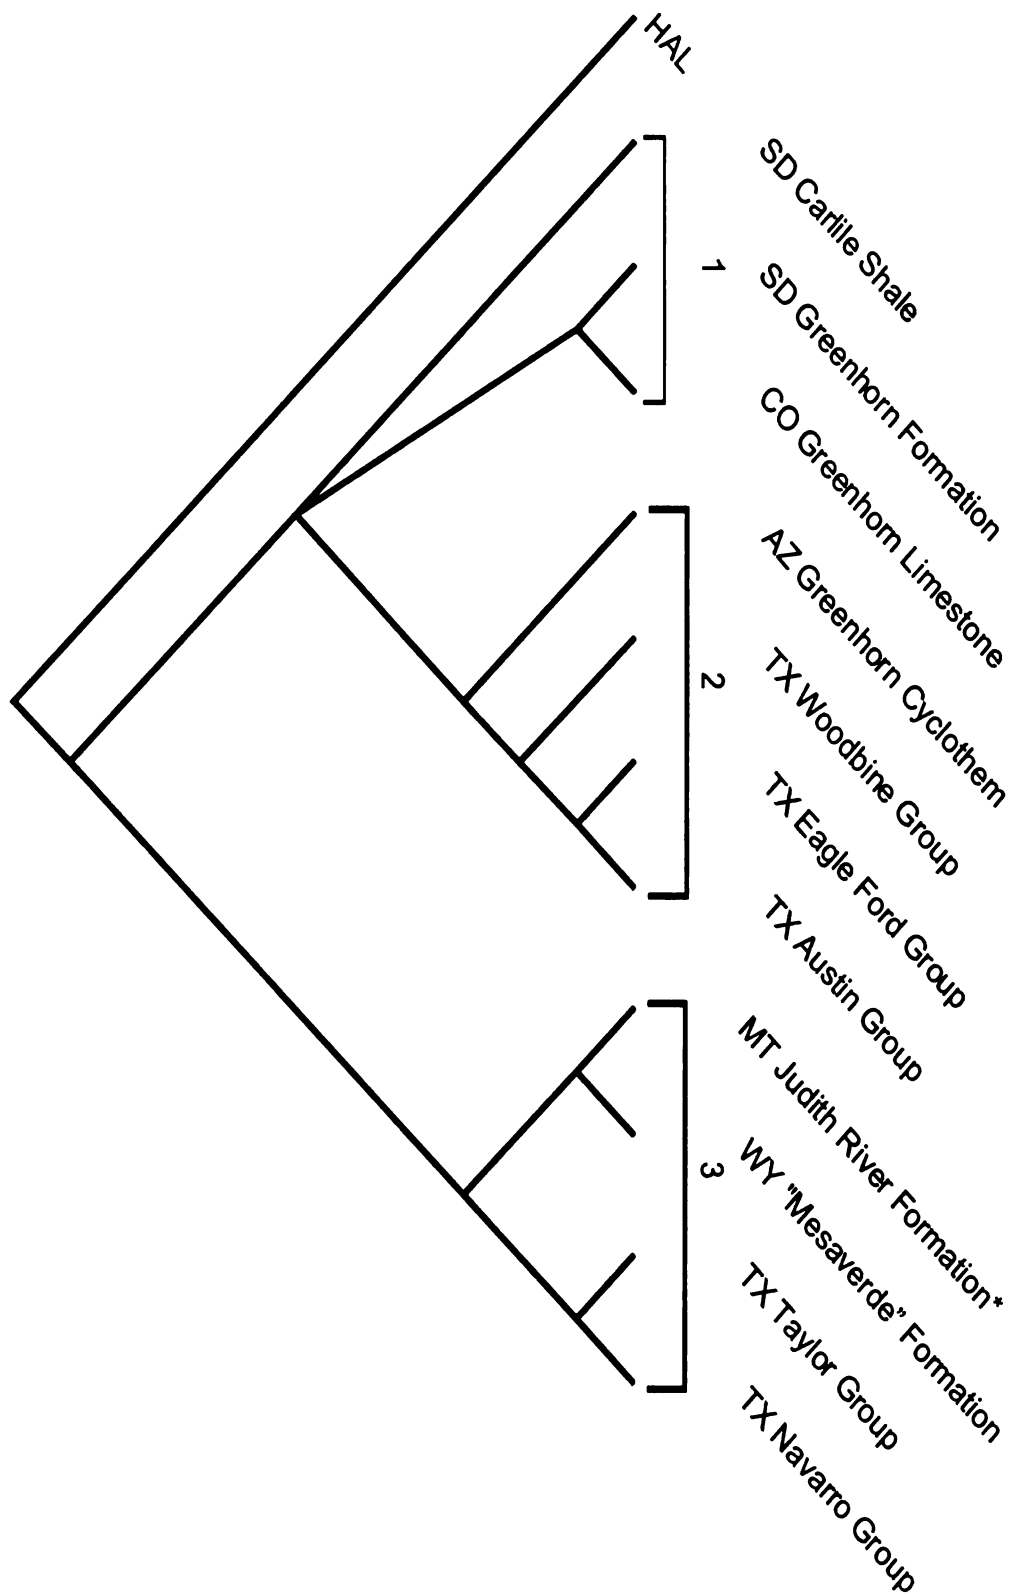 HAL
SD Carlile Shale
SD Greenhorn Formation
CO Greenhorn Limestone
AZ Greenhorn Cyclothem
TX Woodbine Group
TX Eagle Ford Group
TX Austin Group
MT Judith River Formation*
WY "Mesaverde" Formation
TX Taylor Group
TX Navarro Group
1
2
3